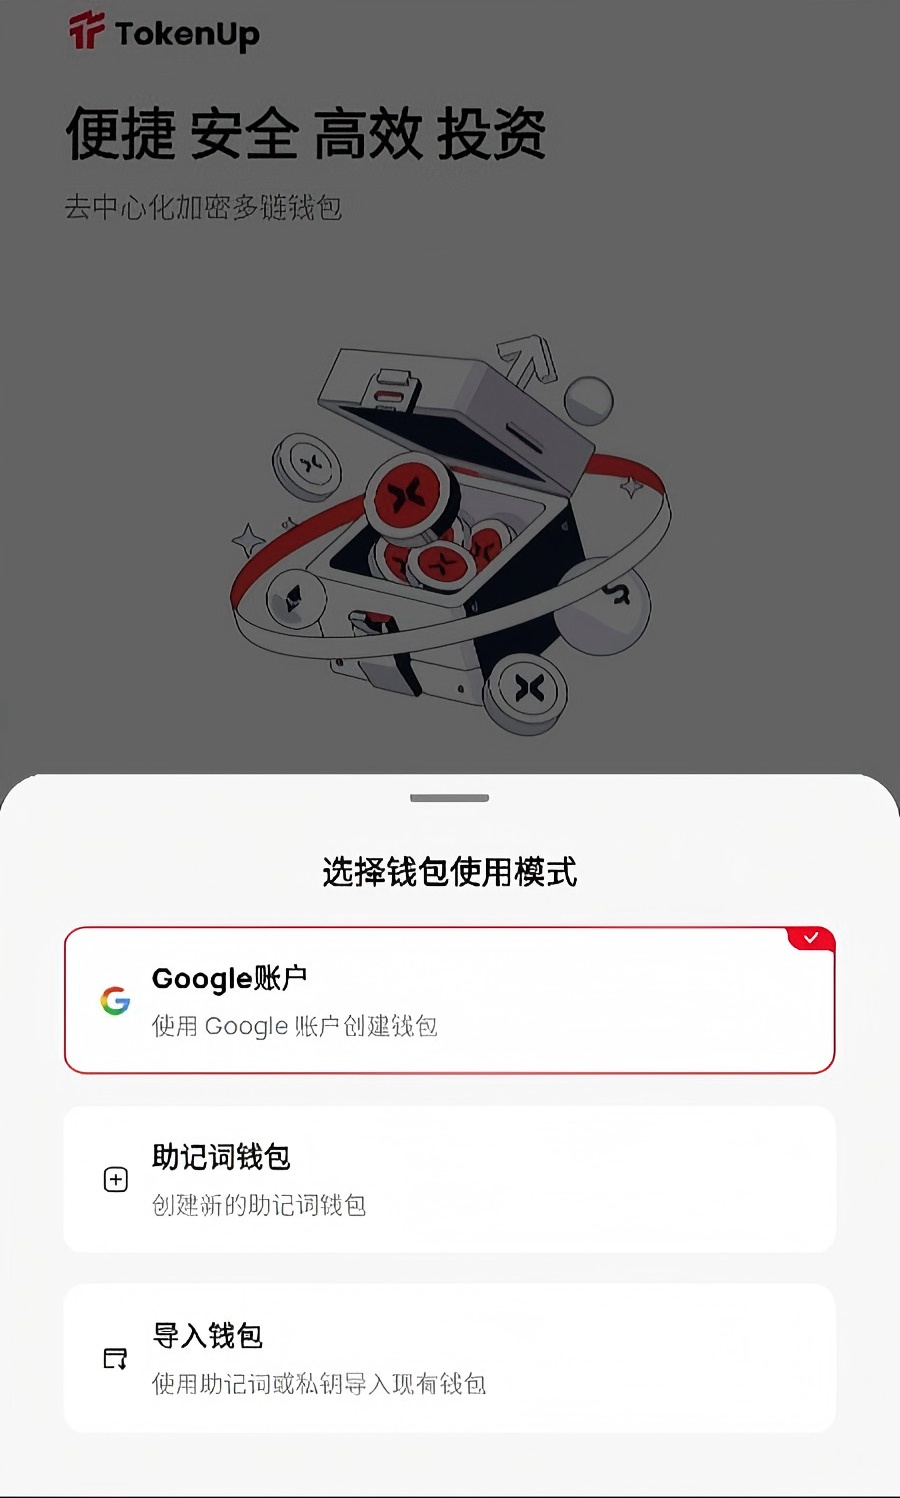 TokenUp
便捷 安全 高效 投资
去中心化加密多链钱包
选择钱包使用模式
Google账户
使用 Google 账户创建钱包
助记词钱包
创建新的助记词钱包
导入钱包
使用助记词或私钥导入现有钱包